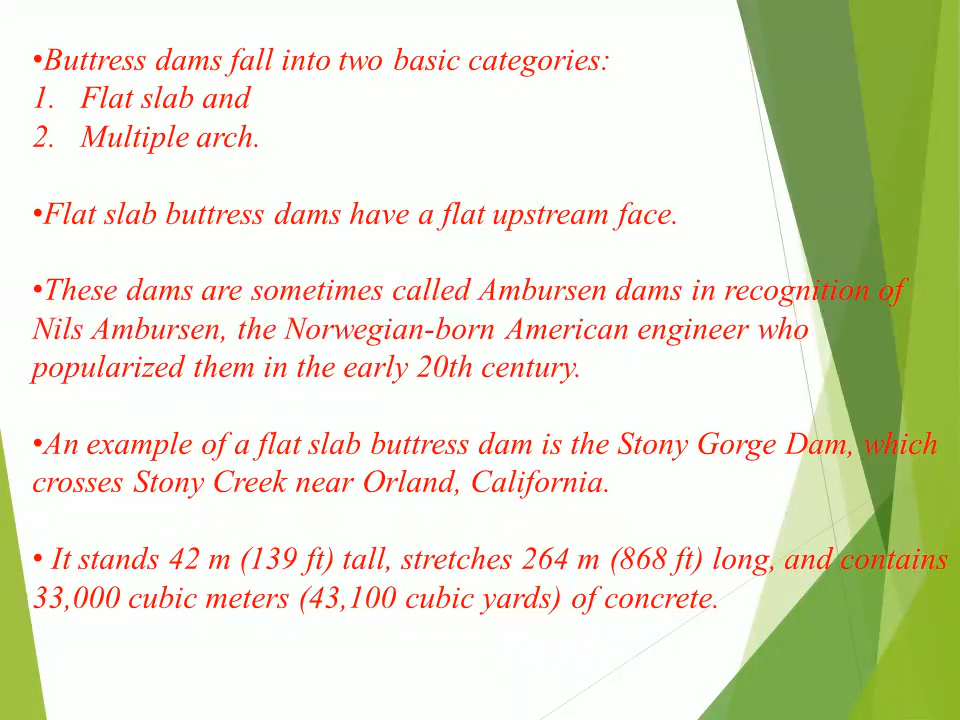 •Buttress dams fall into two basic categories:
1. Flat slab and
2. Multiple arch.
•Flat slab buttress dams have a flat upstream face.
•These dams are sometimes called Ambursen dams in recognition of
Nils Ambursen, the Norwegian-born American engineer who
popularized them in the early 20th century.
•An example of a flat slab buttress dam is the Stony Gorge Dam, which
crosses Stony Creek near Orland, California.
• It stands 42 m (139 ft) tall, stretches 264 m (868 ft) long, and contains
33,000 cubic meters (43,100 cubic yards) of concrete.